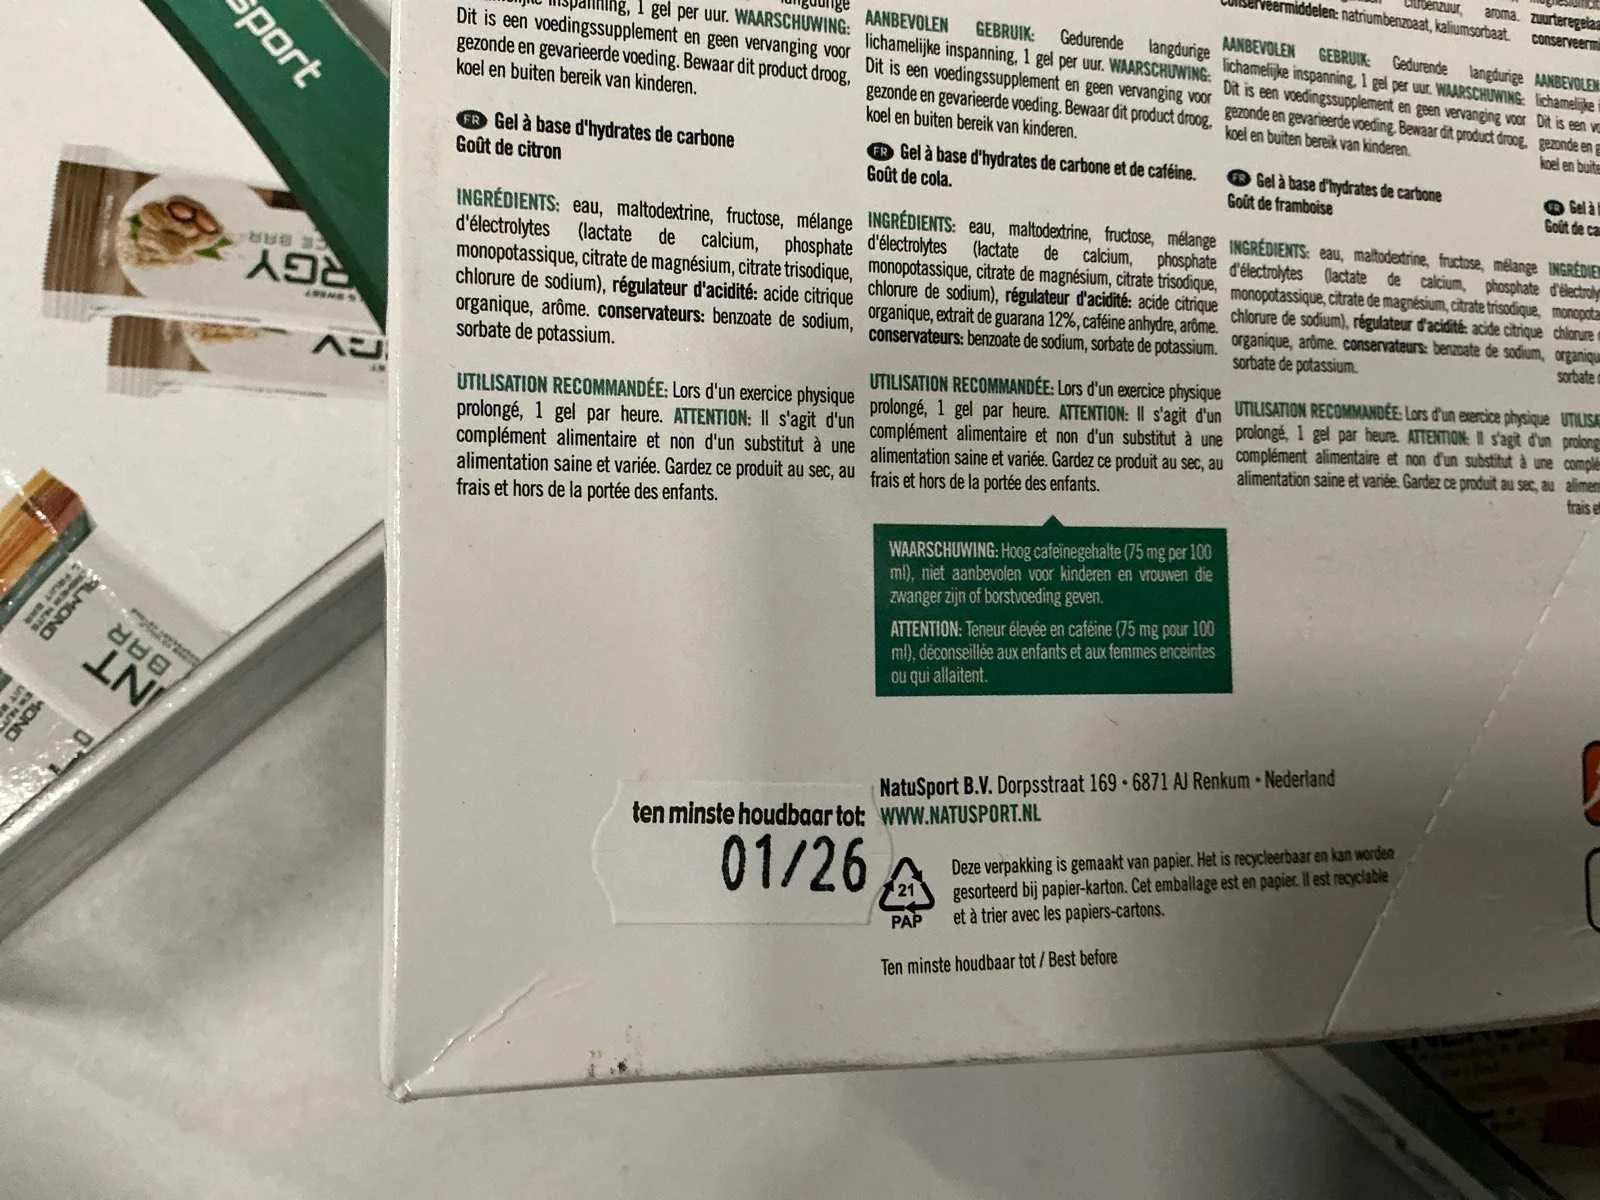 sport
RGY
ALMOND
BAR
inspanning, 1 gel per uur. WAARSCHUWING:
Dit is een voedingssupplement en geen vervanging voor
gezonde en gevarieerde voeding. Bewaar dit product droog,
koel en buiten bereik van kinderen.
FR Gel à base d'hydrates de carbone
Goût de citron
INGRÉDIENTS: eau, maltodextrine, fructose, mélange
d'électrolytes (lactate de calcium, phosphate
monopotassique, citrate de magnésium, citrate trisodique,
chlorure de sodium), régulateur d'acidité: acide citrique
organique, arôme. conservateurs: benzoate de sodium,
sorbate de potassium.
UTILISATION RECOMMANDÉE: Lors d'un exercice physique
prolongé, 1 gel par heure. ATTENTION: Il s'agit d'un
complément alimentaire et non d'un substitut à une
alimentation saine et variée. Gardez ce produit au sec, au
frais et hors de la portée des enfants.
AANBEVOLEN GEBRUIK: Gedurende langdurige
lichamelijke inspanning, 1 gel per uur. WAARSCHUWING:
Dit is een voedingssupplement en geen vervanging voor
gezonde en gevarieerde voeding. Bewaar dit product droog,
koel en buiten bereik van kinderen.
FR Gel à base d'hydrates de carbone et de caféine.
Goût de cola.
INGRÉDIENTS: eau, maltodextrine, fructose, mélange
d'électrolytes (lactate de calcium, phosphate
monopotassique, citrate de magnésium, citrate trisodique,
chlorure de sodium), régulateur d'acidité: acide citrique
organique, extrait de guarana 12%, caféine anhydre, arôme.
conservateurs: benzoate de sodium, sorbate de potassium.
UTILISATION RECOMMANDÉE: Lors d'un exercice physique
prolongé, 1 gel par heure. ATTENTION: Il s'agit d'un
complément alimentaire et non d'un substitut à une
alimentation saine et variée. Gardez ce produit au sec, au
frais et hors de la portée des enfants.
WAARSCHUWING: Hoog cafeïnegehalte (75 mg per 100
ml), niet aanbevolen voor kinderen en vrouwen die
zwanger zijn of borstvoeding geven.
ATTENTION: Teneur élevée en caféine (75 mg pour 100
ml), déconseillée aux enfants et aux femmes enceintes
ou qui allaitent.
conserveermiddelen: natriumbenzoaat, kaliumsorbaat.
AANBEVOLEN GEBRUIK: Gedurende langdurige
lichamelijke inspanning, 1 gel per uur. WAARSCHUWING:
Dit is een voedingssupplement en geen vervanging voor
gezonde en gevarieerde voeding. Bewaar dit product droog,
koel en buiten bereik van kinderen.
FR Gel à base d'hydrates de carbone
Goût de framboise
INGRÉDIENTS: eau, maltodextrine, fructose, mélange
d'électrolytes (lactate de calcium, phosphate
monopotassique, citrate de magnésium, citrate trisodique,
chlorure de sodium), régulateur d'acidité: acide citrique
organique, arôme. conservateurs: benzoate de sodium,
sorbate de potassium.
UTILISATION RECOMMANDÉE: Lors d'un exercice physique
prolongé, 1 gel par heure. ATTENTION: Il s'agit d'un
complément alimentaire et non d'un substitut à une
alimentation saine et variée. Gardez ce produit au sec, au
AANBEVOLEN
lichamelijke
Dit is een
gezonde en
koel en
FR Gel à
Goût de
NatuSport B.V. Dorpsstraat 169 • 6871 AJ Renkum • Nederland
WWW.NATUSPORT.NL
ten minste houdbaar tot:
01/26
21
PAP
Deze verpakking is gemaakt van papier. Het is recycleerbaar en kan worden
gesorteerd bij papier-karton. Cet emballage est en papier. Il est recyclable
et à trier avec les papiers-cartons.
Ten minste houdbaar tot / Best before